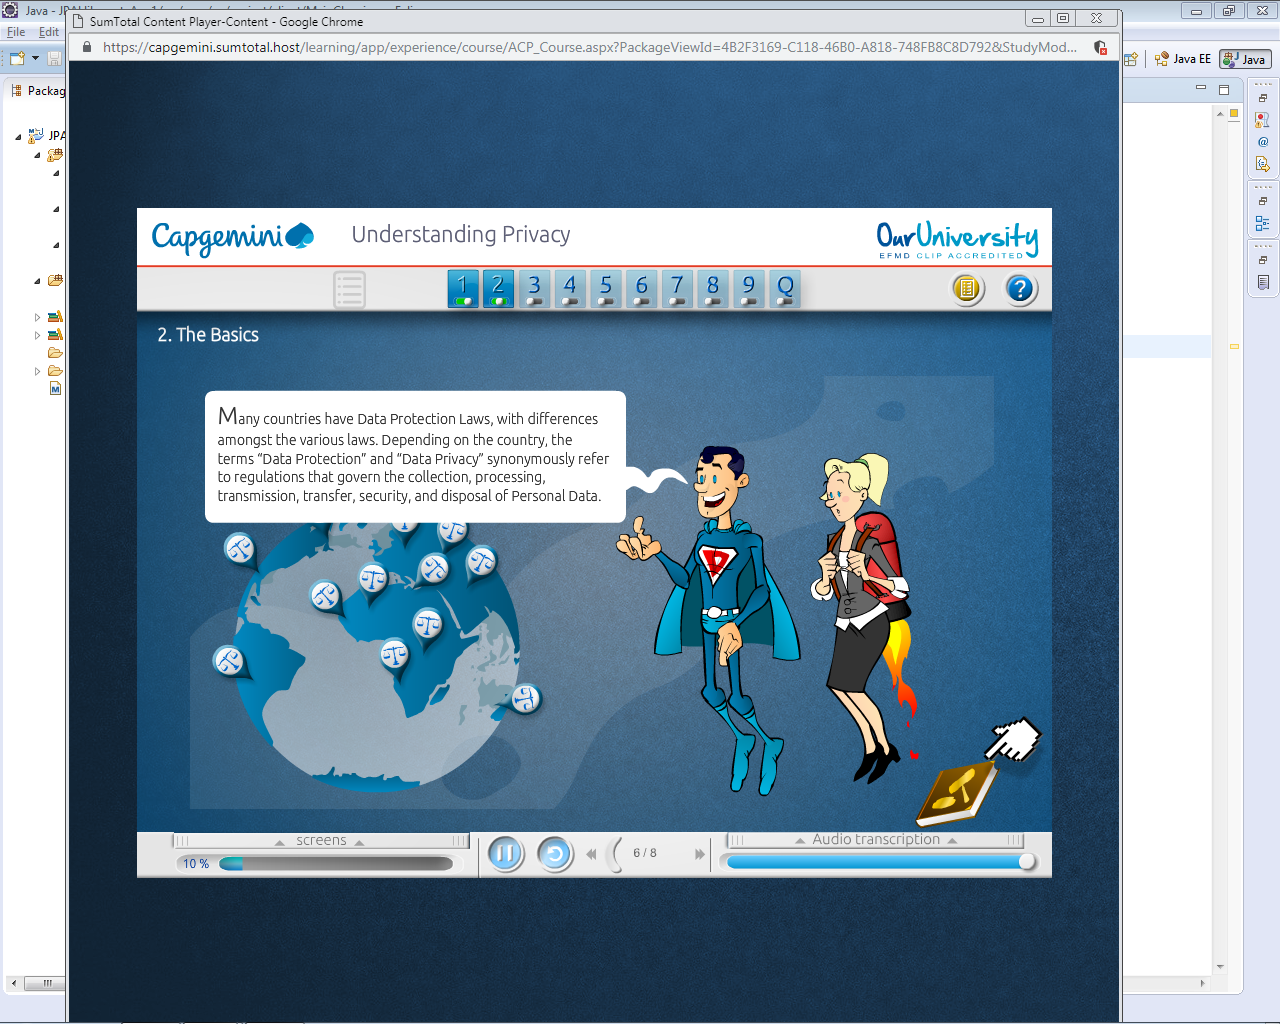 Java - 
SumTotal Content Player-Content - Google Chrome
File Edit
https://capgemini.sumtotal.host/learning/app/experience/course/ACP_Course.aspx?PackageViewId=4B2F3169-C118-46B0-A818-748FB8C8D792&StudyMod...
Java EE
Java
Packag
JPA
Capgemini
Understanding Privacy
OurUniversity
EFMD CLIP ACCREDITED
1 2 3 4 5 6 7 8 9 Q
?
2. The Basics
Many countries have Data Protection Laws, with differences
amongst the various laws. Depending on the country, the
terms “Data Protection” and “Data Privacy” synonymously refer
to regulations that govern the collection, processing,
transmission, transfer, security, and disposal of Personal Data.
D
screens
10 %
6 / 8
Audio transcription